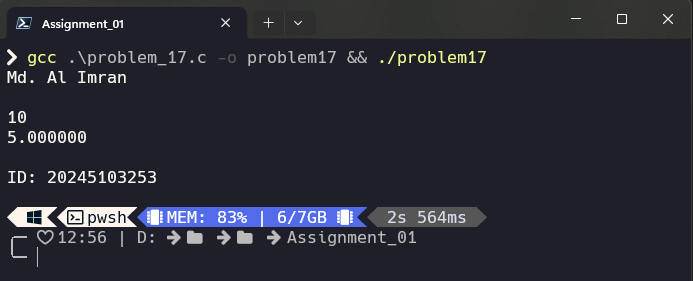 Assignment_01
❯ gcc .\problem_17.c -o problem17 && ./problem17
Md. Al Imran
10
5.000000
ID: 20245103253
pwsh MEM: 83% | 6/7GB 2s 564ms
♡12:56 | D: → → → Assignment_01